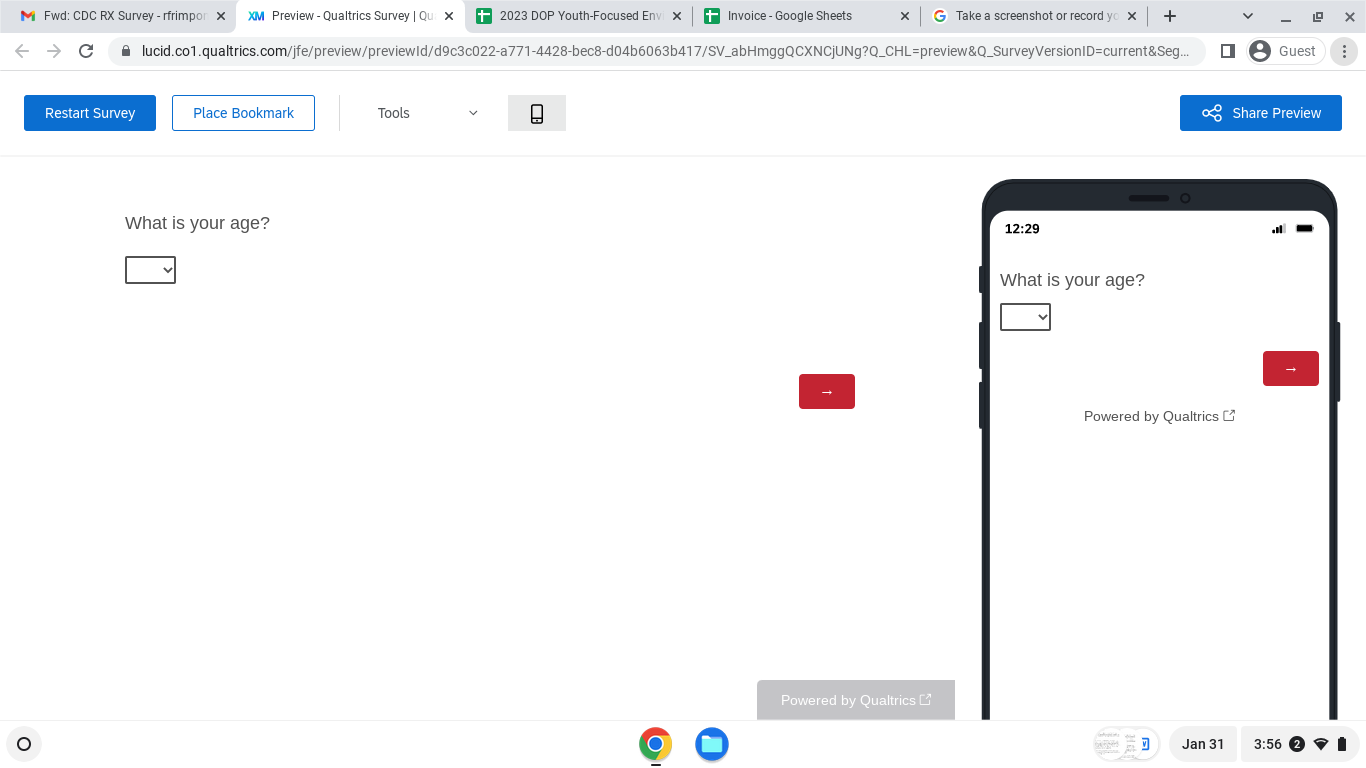 Fwd: CDC RX Survey - rfrimpor
Preview - Qualtrics Survey | Qu
2023 DOP Youth-Focused Envi
Invoice - Google Sheets
Take a screenshot or record yo
lucid.co1.qualtrics.com/jfe/preview/previewId/d9c3c022-a771-4428-bec8-d04b6063b417/SV_abHmggQCXNCjUNg?Q_CHL=preview&Q_SurveyVersionID=current&Seg...
Guest
Restart Survey
Place Bookmark
Tools
Share Preview
What is your age?
→
Powered by Qualtrics
12:29
What is your age?
→
Powered by Qualtrics
Jan 31
3:56
2